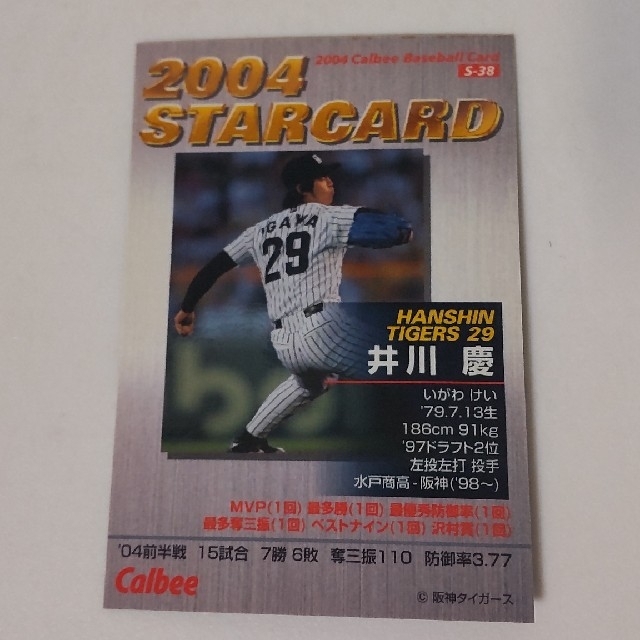 2004 Calbee Baseball Card
S-38
2004
STARCARD
IGAWA
29
HANSHIN
TIGERS 29
井川 慶
いがわ けい
'79.7.13生
186cm 91kg
'97ドラフト2位
左投左打 投手
水戸商高-阪神('98〜)
MVP(1回) 最多勝(1回) 最優秀防御率(1回)
最多奪三振(1回) ベストナイン(1回) 沢村賞(1回)
'04前半戦 15試合 7勝 6敗 奪三振110 防御率3.77
Calbee
© 阪神タイガース